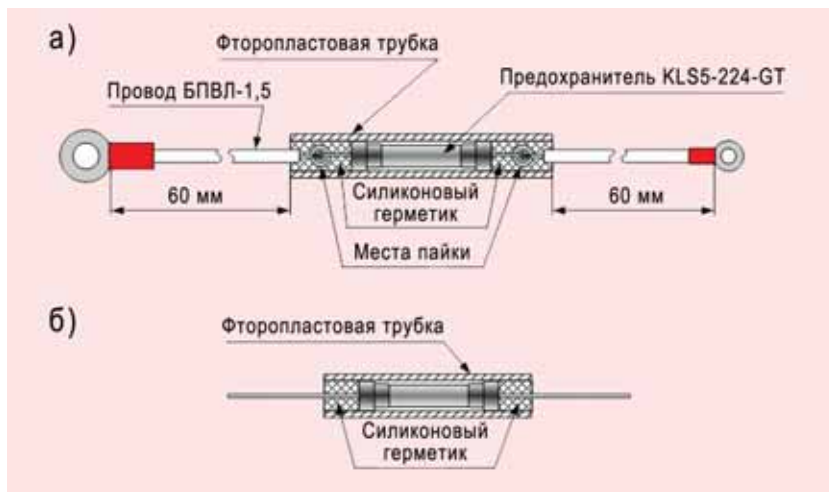 а)
Фторопластовая трубка
Предохранитель KLS5-224-GT
Провод БПВЛ-1,5
60 мм
Силиконовый
герметик
60 мм
Места пайки
б)
Фторопластовая трубка
Силиконовый
герметик